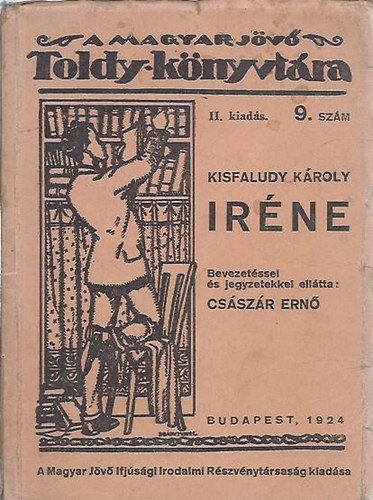 A MAGYAR JÖVŐ
Toldy-könyvtára
II. kiadás. 9. SZÁM
KISFALUDY KÁROLY
IRÉNE
Bevezetéssel
és jegyzetekkel ellátta:
CSÁSZÁR ERNŐ
BUDAPEST, 1924
A Magyar Jövő Ifjúsági Irodalmi Részvénytársaság kiadása